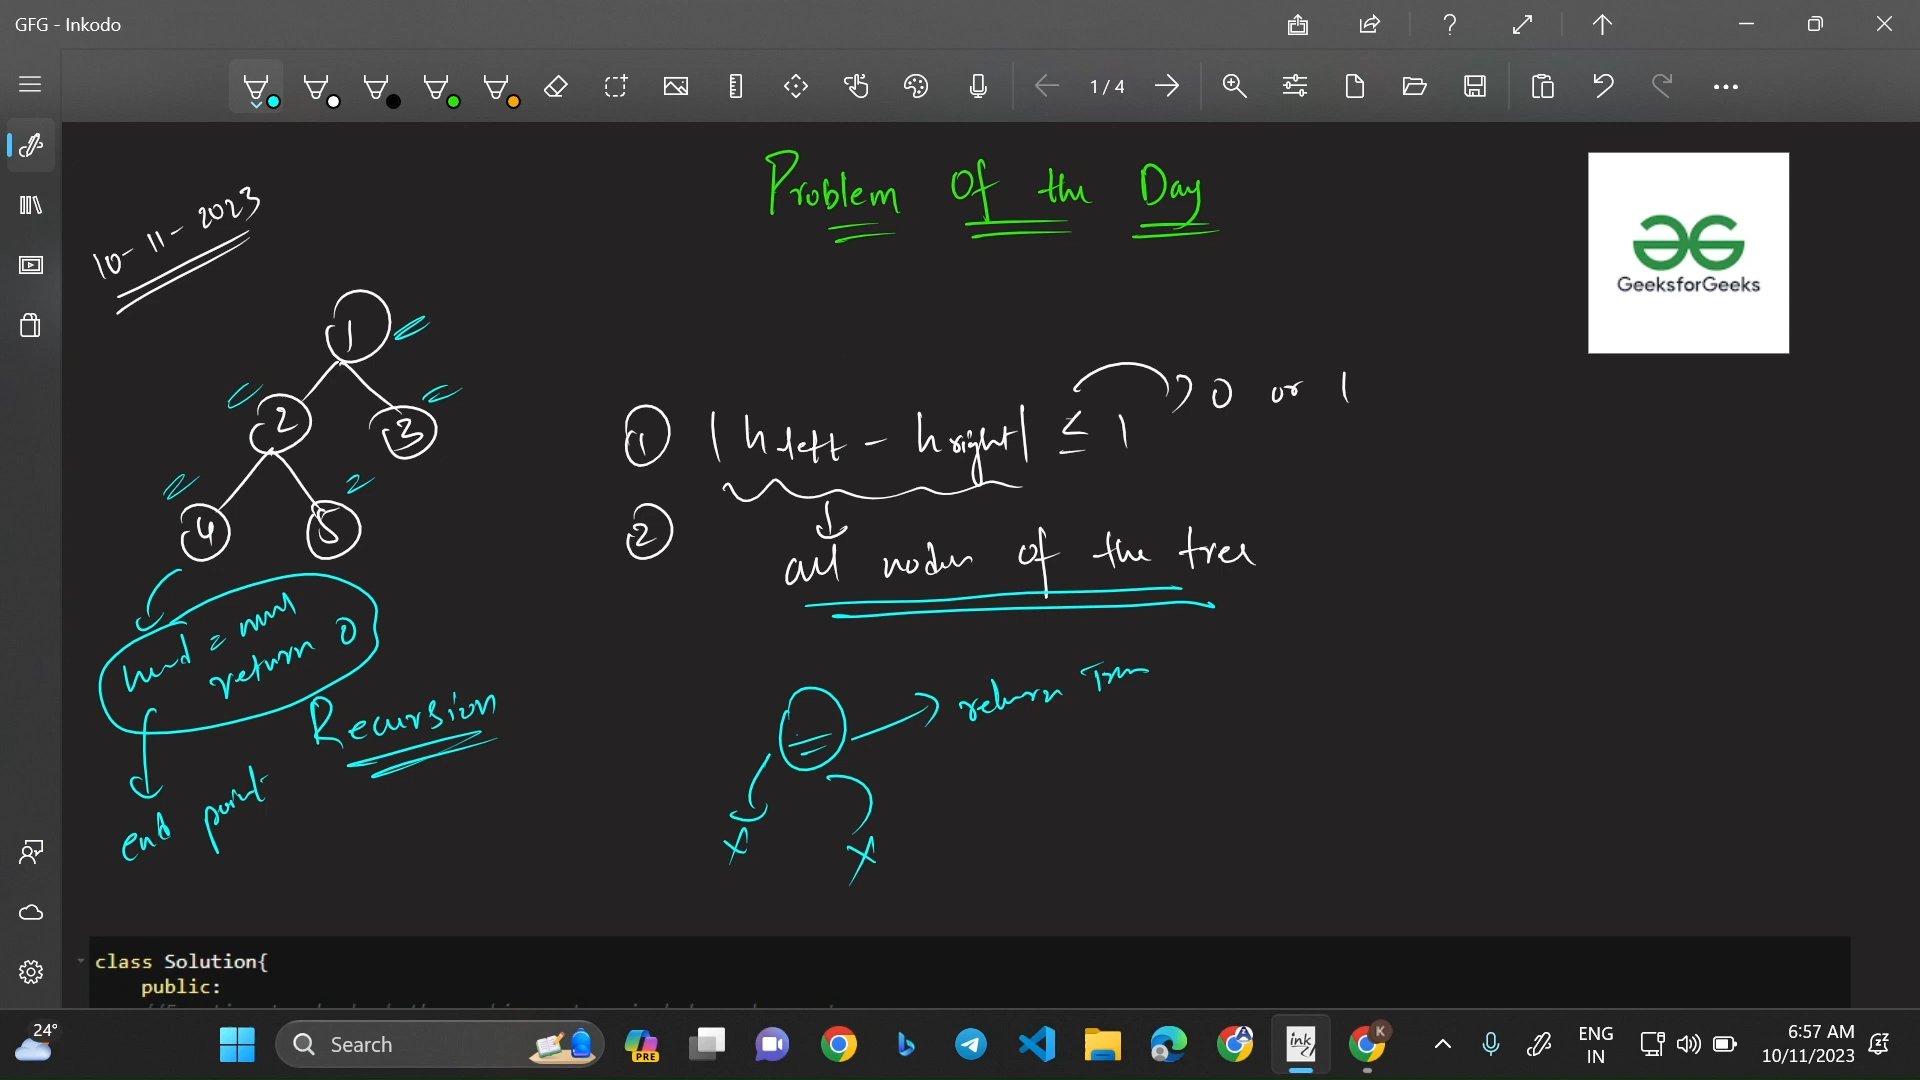 GFG - Inkodo
1 / 4
Problem Of the Day
10-11-2023
GeeksforGeeks
1
2
3
4
5
① | h left - h right | ≤ 1
0 or 1
②
all nodes of the tree
= null
return 0
Recursion
end point
return True
x
x
class Solution{
public:
24°
Search
PRE
ink
K
ENG
IN
6:57 AM
10/11/2023